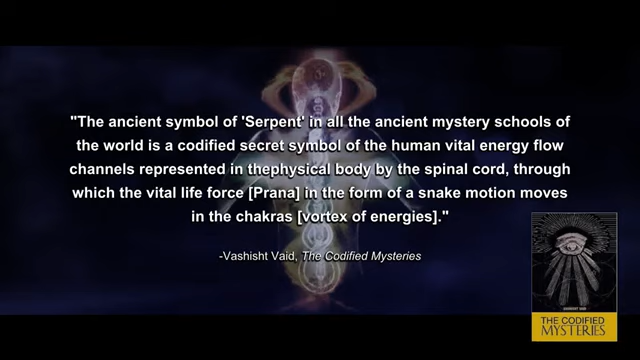 "The ancient symbol of 'Serpent' in all the ancient mystery schools of
the world is a codified secret symbol of the human vital energy flow
channels represented in thephysical body by the spinal cord, through
which the vital life force [Prana] in the form of a snake motion moves
in the chakras [vortex of energies]."
-Vashisht Vaid, The Codified Mysteries
VASHISHT VAID
THE CODIFIED
MYSTERIES